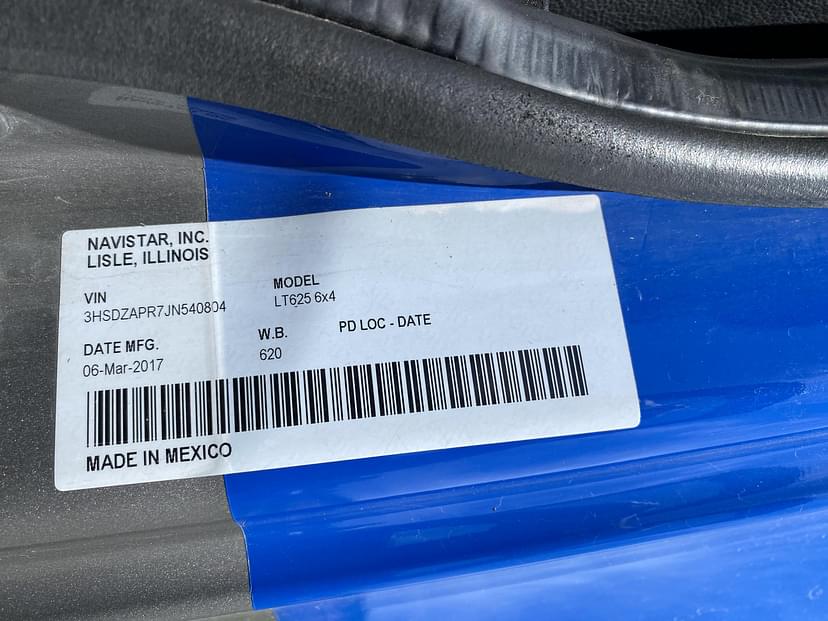 NAVISTAR, INC.
LISLE, ILLINOIS
VIN
3HSDZAPR7JN540804
MODEL
LT625 6x4
DATE MFG.
06-Mar-2017
W.B.
620
PD LOC - DATE
MADE IN MEXICO